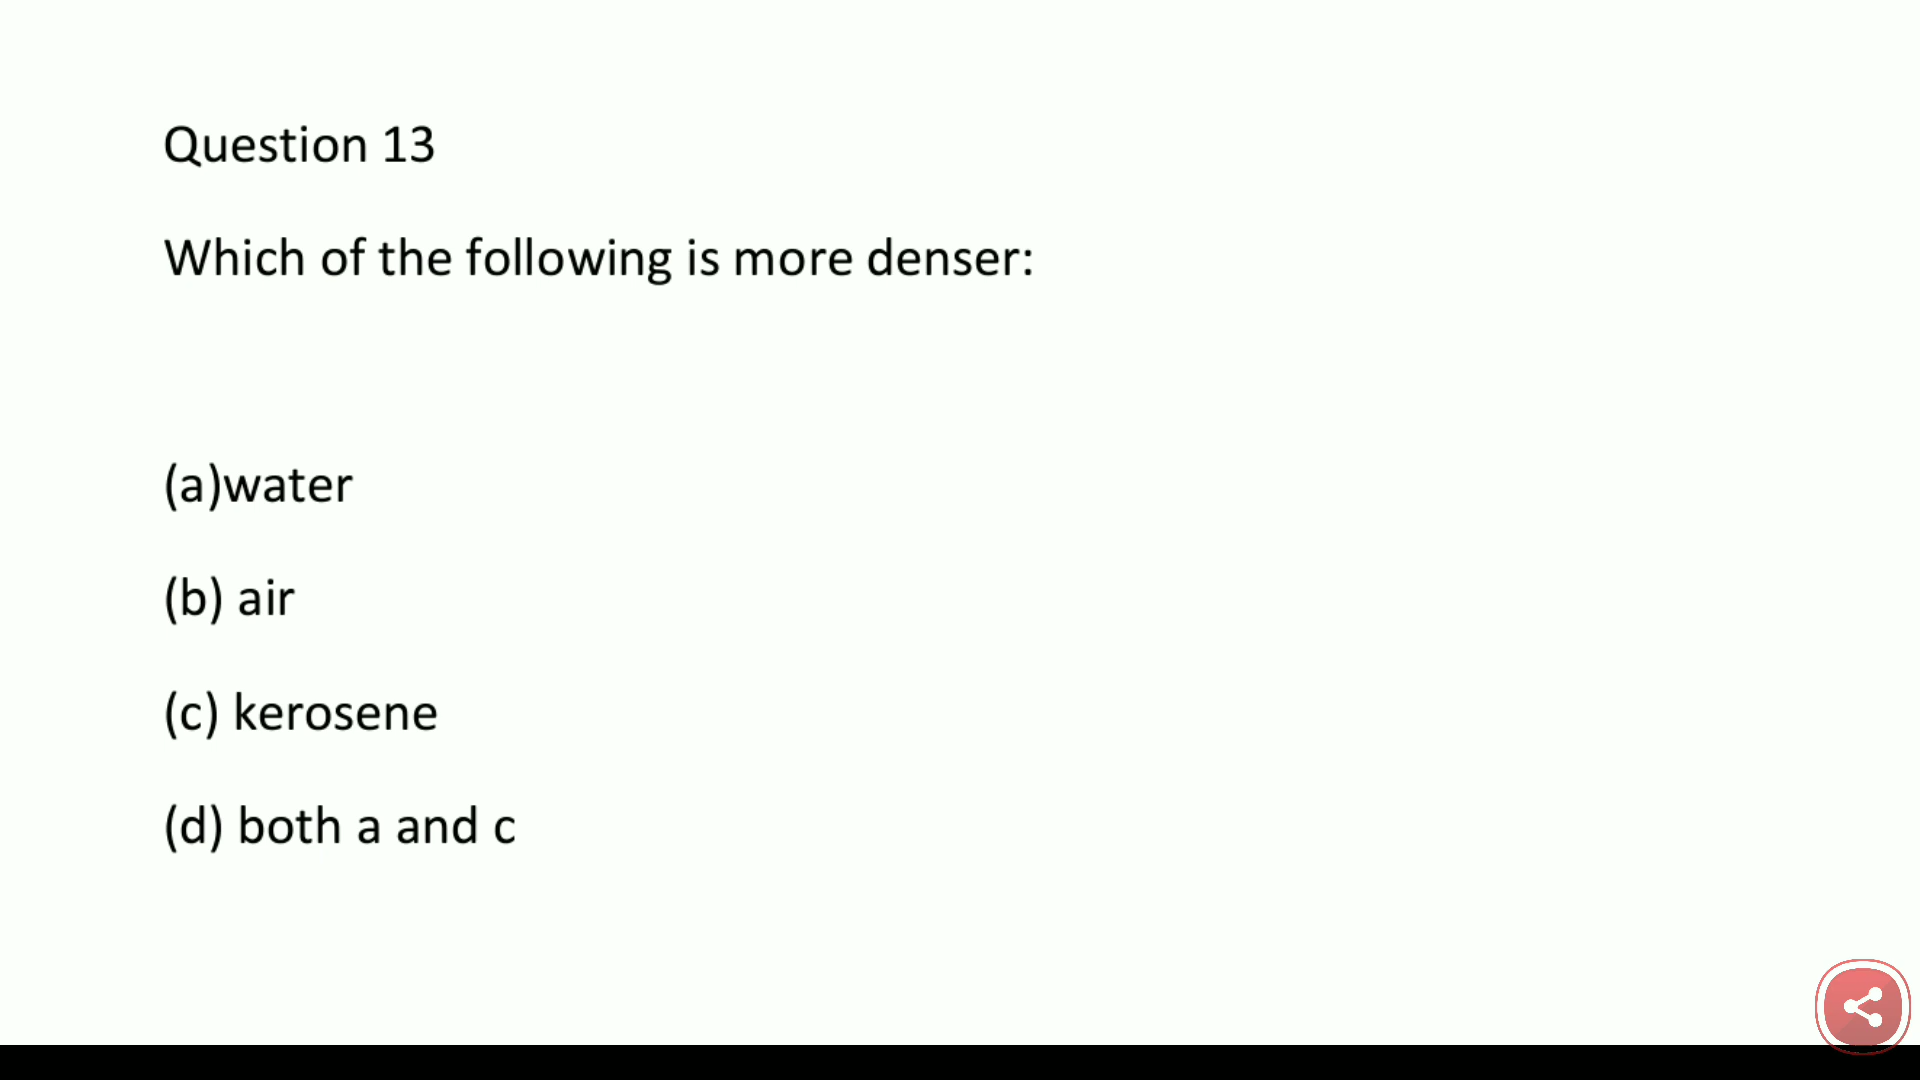 Question 13
Which of the following is more denser:
(a)water
(b) air
(c) kerosene
(d) both a and c